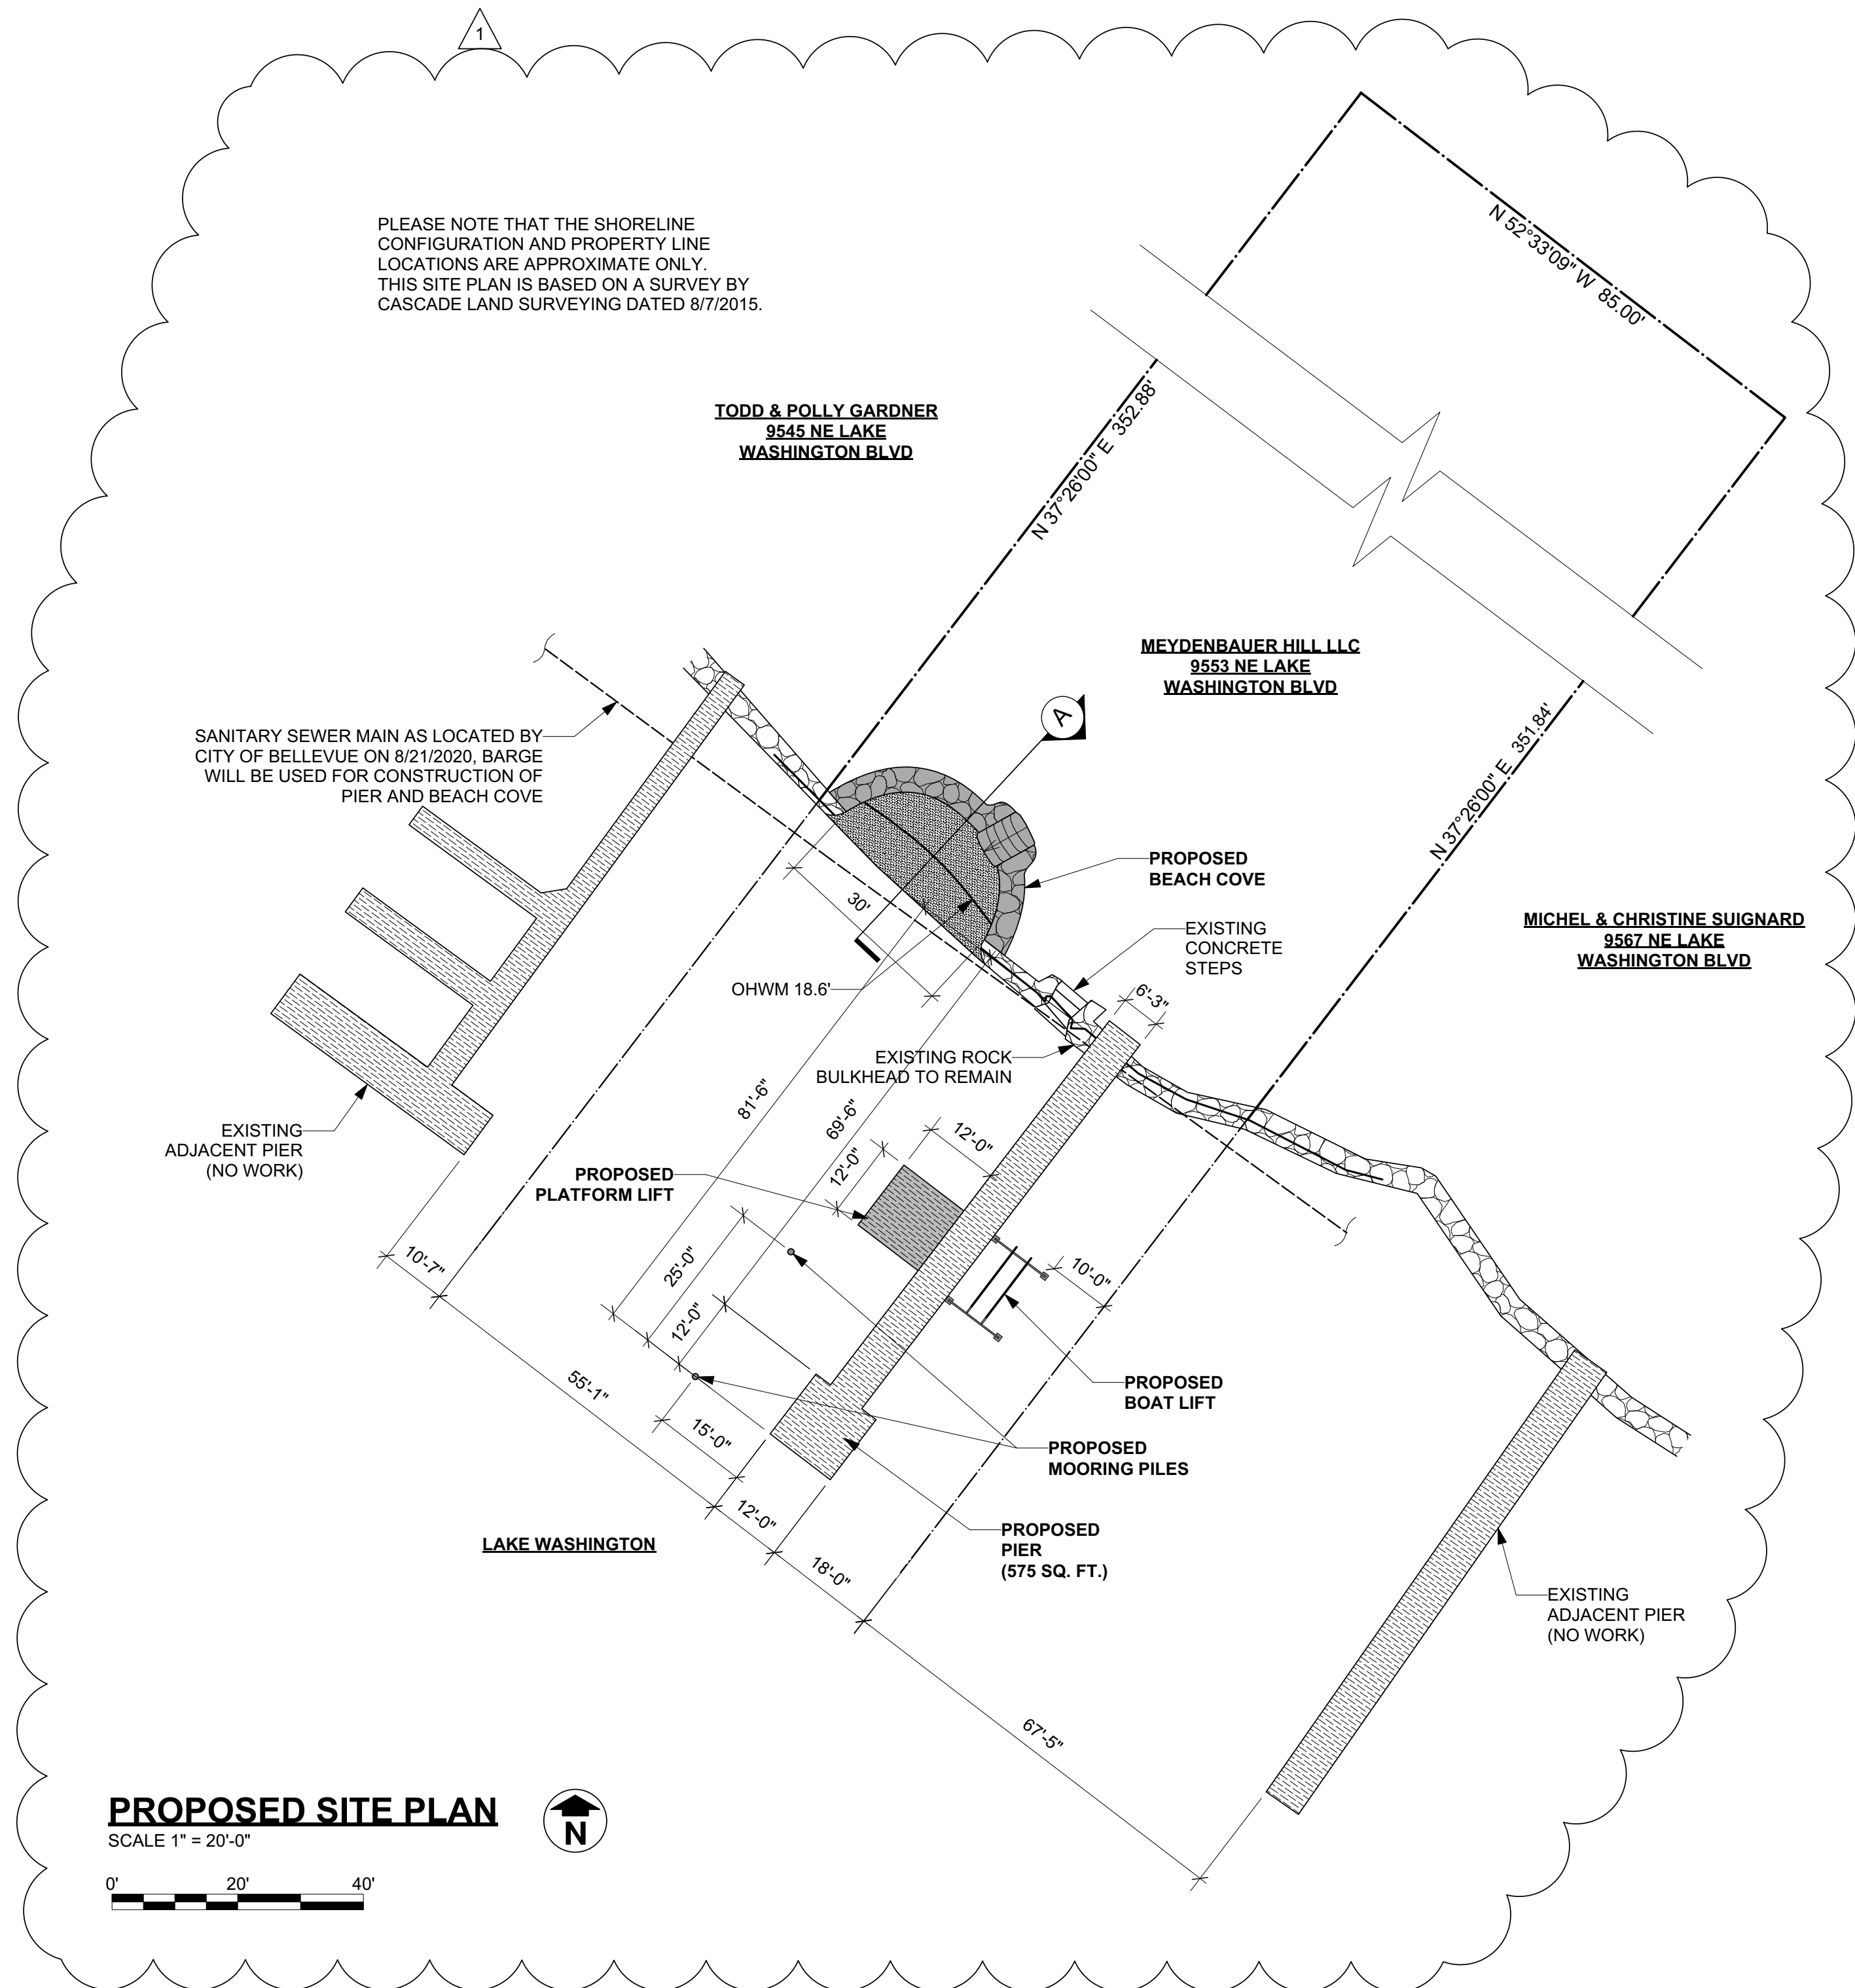 1
PLEASE NOTE THAT THE SHORELINE
CONFIGURATION AND PROPERTY LINE
LOCATIONS ARE APPROXIMATE ONLY.
THIS SITE PLAN IS BASED ON A SURVEY BY
CASCADE LAND SURVEYING DATED 8/7/2015.
N 52°33'09" W 85.00'
TODD & POLLY GARDNER
9545 NE LAKE
WASHINGTON BLVD
N 37°26'00" E 352.88'
MEYDENBAUER HILL LLC
9553 NE LAKE
WASHINGTON BLVD
A
SANITARY SEWER MAIN AS LOCATED BY
CITY OF BELLEVUE ON 8/21/2020, BARGE
WILL BE USED FOR CONSTRUCTION OF
PIER AND BEACH COVE
N 37°26'00" E 351.84'
PROPOSED
BEACH COVE
30'
MICHEL & CHRISTINE SUIGNARD
9567 NE LAKE
WASHINGTON BLVD
EXISTING
CONCRETE
STEPS
OHWM 18.6'
6'-3"
EXISTING ROCK
BULKHEAD TO REMAIN
81'-6"
69'-6"
12'-0"
12'-0"
EXISTING
ADJACENT PIER
(NO WORK)
PROPOSED
PLATFORM LIFT
10'-7"
25'-0"
10'-0"
12'-0"
55'-1"
PROPOSED
BOAT LIFT
15'-0"
PROPOSED
MOORING PILES
12'-0"
LAKE WASHINGTON
PROPOSED
PIER
(575 SQ. FT.)
18'-0"
EXISTING
ADJACENT PIER
(NO WORK)
67'-5"
PROPOSED SITE PLAN
SCALE 1" = 20'-0"
N
0' 20' 40'